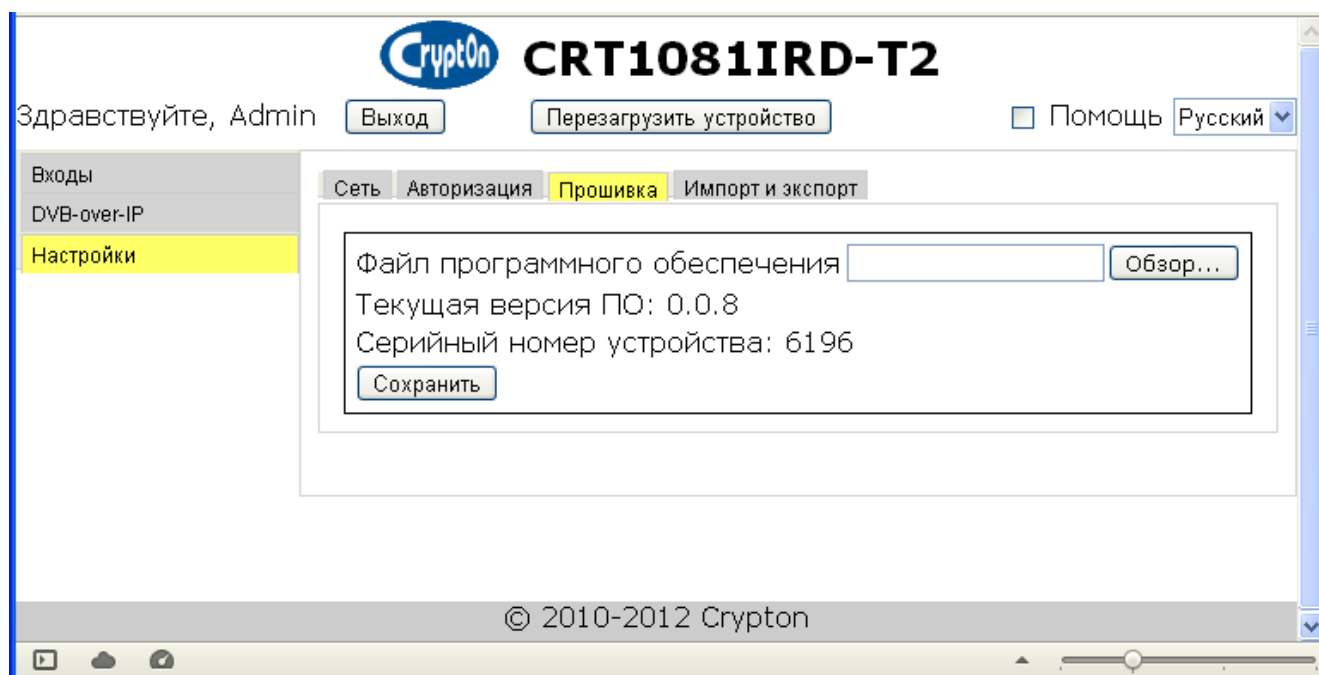 CryptOn CRT1081IRD-T2
Здравствуйте, Admin Выход Перезагрузить устройство Помощь Русский
Входы
DVB-over-IP
Настройки
Сеть Авторизация Прошивка Импорт и экспорт
Файл программного обеспечения Обзор...
Текущая версия ПО: 0.0.8
Серийный номер устройства: 6196
Сохранить
© 2010-2012 Crypton